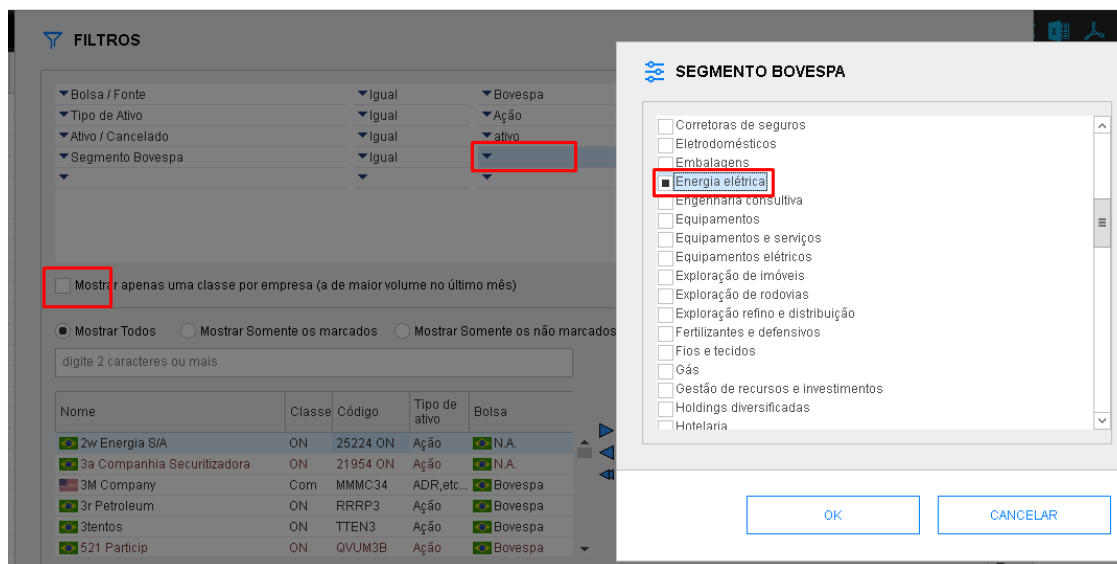 FILTROS
Bolsa / Fonte Igual Bovespa
Tipo de Ativo Igual Ação
Ativo / Cancelado Igual ativo
Segmento Bovespa Igual
Mostrar apenas uma classe por empresa (a de maior volume no último mês)
Mostrar Todos Mostrar Somente os marcados Mostrar Somente os não marcados
digite 2 caracteres ou mais
Nome Classe Código Tipo de ativo Bolsa
2w Energia S/A ON 25224 ON Ação N.A.
3a Companhia Securitizadora ON 21954 ON Ação N.A.
3M Company Com MMMC34 ADR,etc... Bovespa
3r Petroleum ON RRRP3 Ação Bovespa
3tentos ON TTEN3 Ação Bovespa
521 Particip ON QVUM3B Ação Bovespa
SEGMENTO BOVESPA
Corretoras de seguros
Eletrodomésticos
Embalagens
Energia elétrica
Engenharia consultiva
Equipamentos
Equipamentos e serviços
Equipamentos elétricos
Exploração de imóveis
Exploração de rodovias
Exploração refino e distribuição
Fertilizantes e defensivos
Fios e tecidos
Gás
Gestão de recursos e investimentos
Holdings diversificadas
Hotelaria
OK CANCELAR